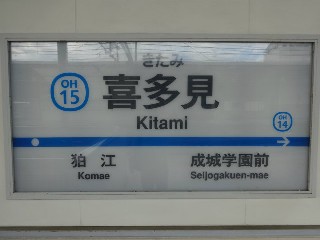 きたみ
OH
15
喜多見
Kitami
OH
14
狛江
成城学園前
Komae
Seijogakuen-mae